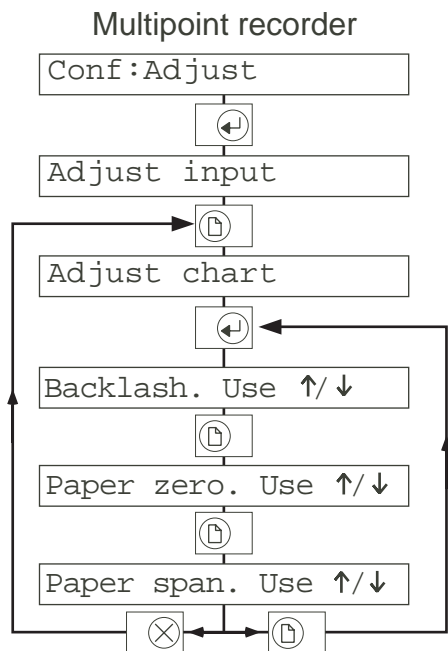 Multipoint recorder
Conf:Adjust
Adjust input
Adjust chart
Backlash. Use ↑/↓
Paper zero. Use ↑/↓
Paper span. Use ↑/↓